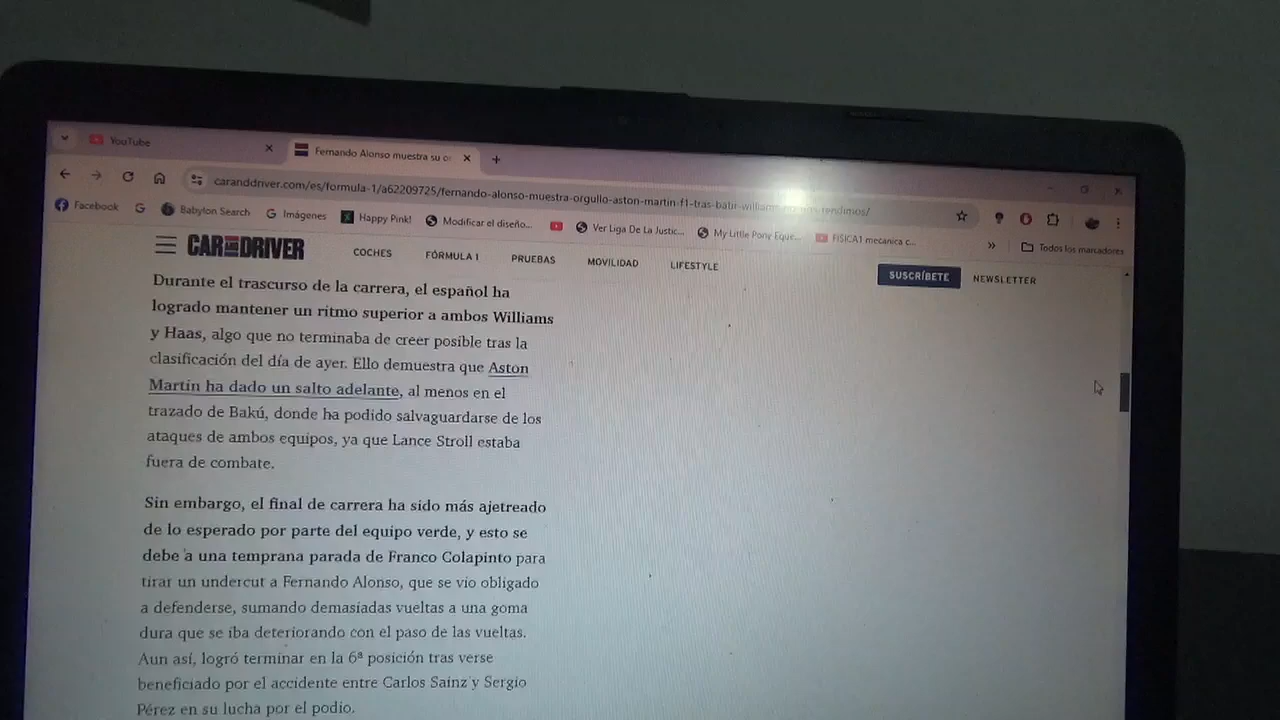 YouTube
Fernando Alonso muestra su or
caranddriver.com/es/formula-1/a62209725/fernando-alonso-muestra-orgullo-aston-martin-f1-tras-baku-williams
rendimos/
Facebook
Babylon Search
Imágenes
Happy Pink!
Modificar el diseño...
Ver Liga De La Justic...
My Little Pony Eque...
FISICA1 mecanica c...
Todos los marcadores
CAR AND DRIVER
COCHES
FÓRMULA 1
PRUEBAS
MOVILIDAD
LIFESTYLE
SUSCRÍBETE
NEWSLETTER
Durante el trascurso de la carrera, el español ha
logrado mantener un ritmo superior a ambos Williams
y Haas, algo que no terminaba de creer posible tras la
clasificación del día de ayer. Ello demuestra que Aston
Martin ha dado un salto adelante, al menos en el
trazado de Bakú, donde ha podido salvaguardarse de los
ataques de ambos equipos, ya que Lance Stroll estaba
fuera de combate.
Sin embargo, el final de carrera ha sido más ajetreado
de lo esperado por parte del equipo verde, y esto se
debe a una temprana parada de Franco Colapinto para
tirar un undercut a Fernando Alonso, que se vio obligado
a defenderse, sumando demasiadas vueltas a una goma
dura que se iba deteriorando con el paso de las vueltas.
Aun así, logró terminar en la 6ª posición tras verse
beneficiado por el accidente entre Carlos Sainz y Sergio
Pérez en su lucha por el podio.